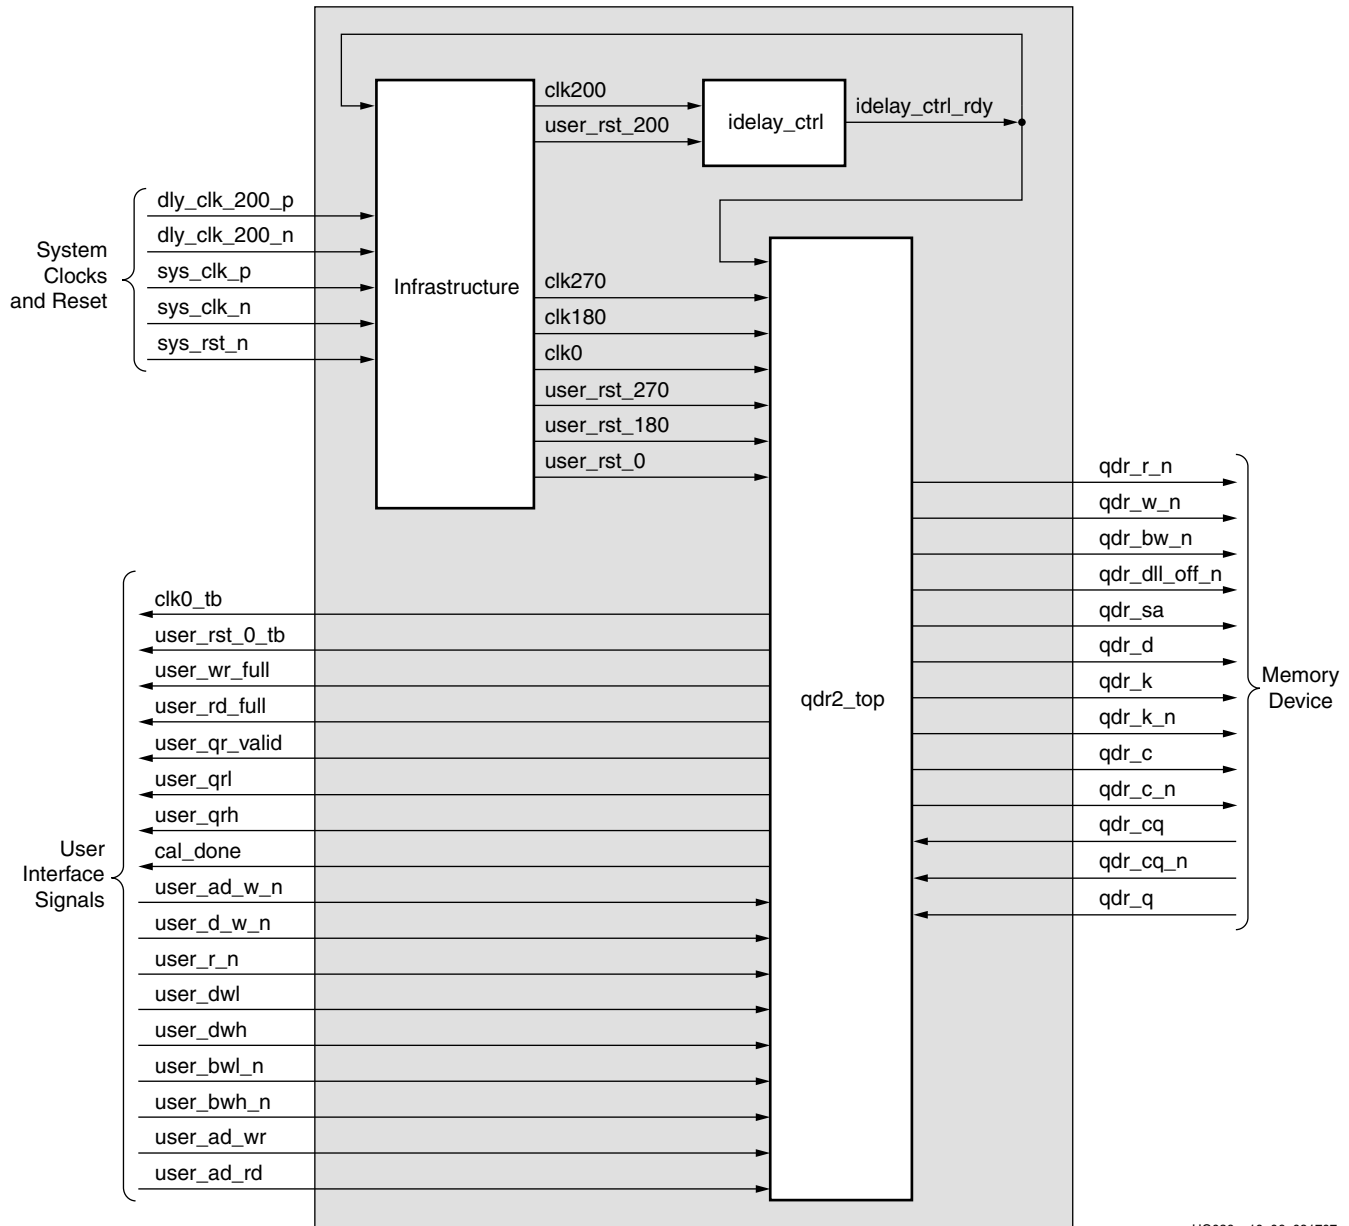 clk200
user_rst_200
idelay_ctrl
idelay_ctrl_rdy
System
Clocks
and Reset
dly_clk_200_p
dly_clk_200_n
sys_clk_p
sys_clk_n
sys_rst_n
Infrastructure
clk270
clk180
clk0
user_rst_270
user_rst_180
user_rst_0
qdr2_top
qdr_r_n
qdr_w_n
qdr_bw_n
qdr_dll_off_n
qdr_sa
qdr_d
qdr_k
qdr_k_n
qdr_c
qdr_c_n
qdr_cq
qdr_cq_n
qdr_q
Memory
Device
User
Interface
Signals
clk0_tb
user_rst_0_tb
user_wr_full
user_rd_full
user_qr_valid
user_qrl
user_qrh
cal_done
user_ad_w_n
user_d_w_n
user_r_n
user_dwl
user_dwh
user_bwl_n
user_bwh_n
user_ad_wr
user_ad_rd